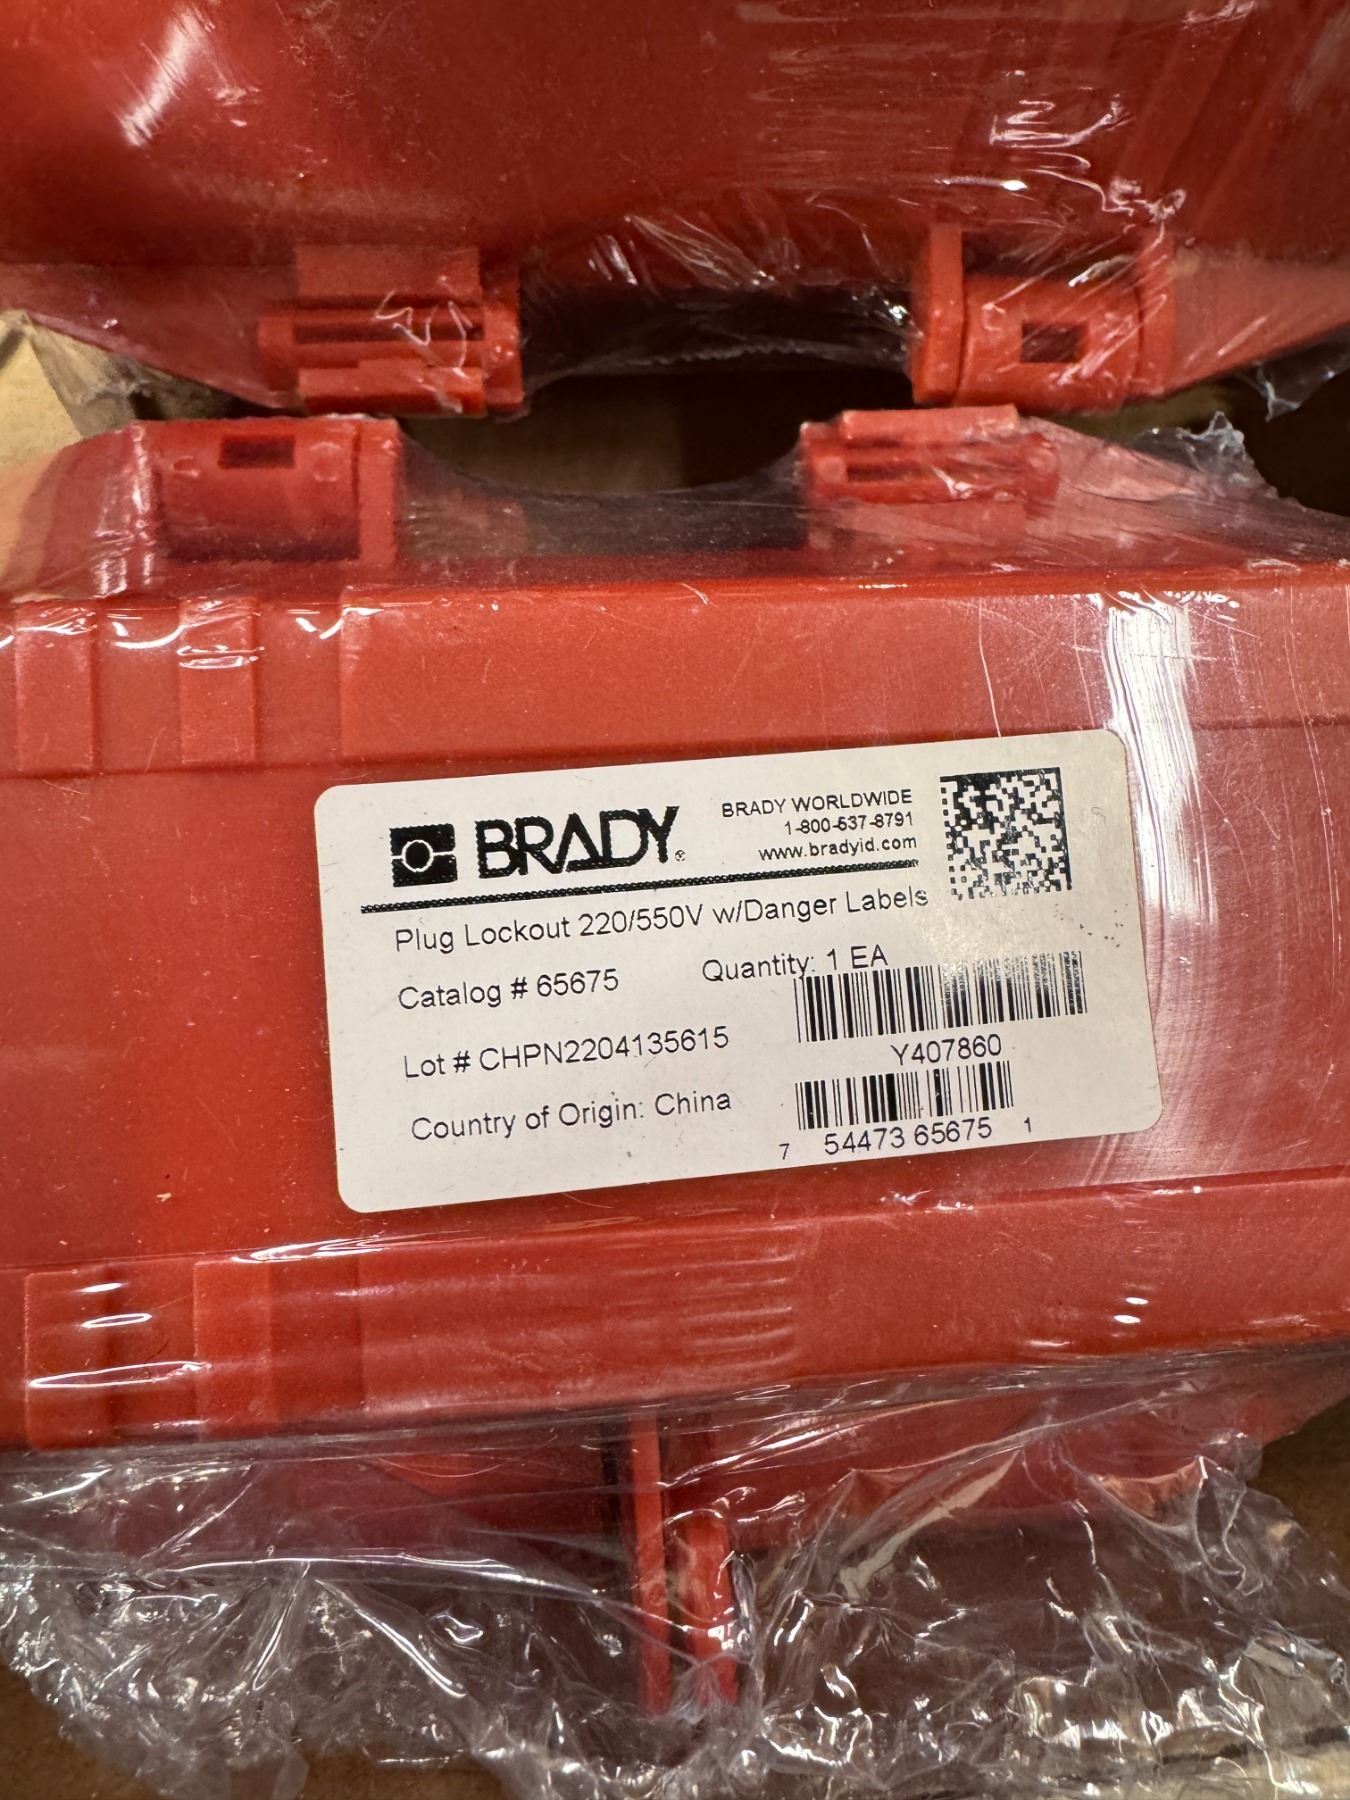 BRADY®
BRADY WORLDWIDE
1-800-537-8791
www.bradyid.com
Plug Lockout 220/550V w/Danger Labels
Catalog # 65675
Quantity: 1 EA
Lot # CHPN2204135615
Y407860
Country of Origin: China
7 54473 65675 1